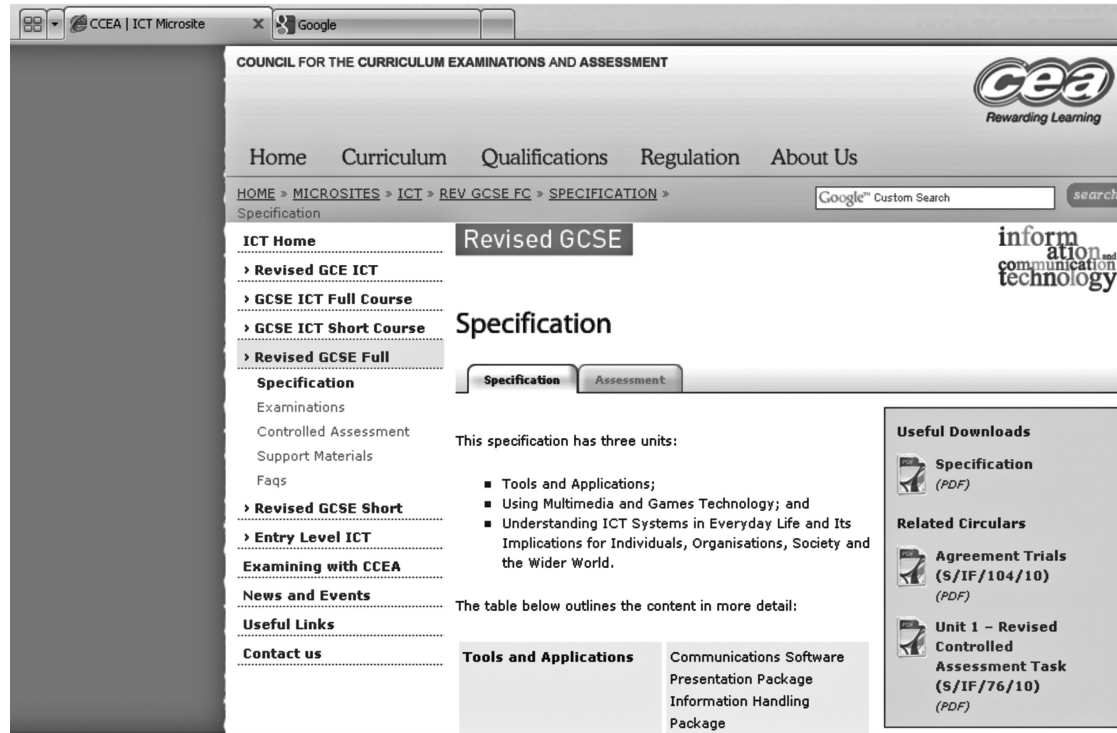 CCEA | ICT Microsite
Google
COUNCIL FOR THE CURRICULUM EXAMINATIONS AND ASSESSMENT
cea
Rewarding Learning
Home Curriculum Qualifications Regulation About Us
HOME » MICROSITES » ICT » REV GCSE FC » SPECIFICATION »
Specification
Google™ Custom Search
search
ICT Home
› Revised GCE ICT
› GCSE ICT Full Course
› GCSE ICT Short Course
› Revised GCSE Full
Specification
Examinations
Controlled Assessment
Support Materials
Faqs
› Revised GCSE Short
› Entry Level ICT
Examining with CCEA
News and Events
Useful Links
Contact us
Revised GCSE
inform
ation and
communication
technology
Specification
Specification Assessment
This specification has three units:
■ Tools and Applications;
■ Using Multimedia and Games Technology; and
■ Understanding ICT Systems in Everyday Life and Its
Implications for Individuals, Organisations, Society and
the Wider World.
The table below outlines the content in more detail:
Tools and Applications
Communications Software
Presentation Package
Information Handling
Package
Useful Downloads
PDF
Specification
(PDF)
Related Circulars
PDF
Agreement Trials
(S/IF/104/10)
(PDF)
PDF
Unit 1 – Revised
Controlled
Assessment Task
(S/IF/76/10)
(PDF)